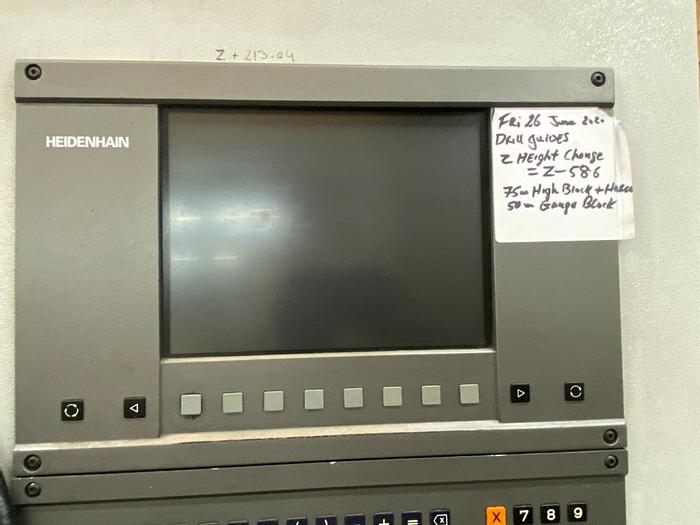 Z + 213.04
HEIDENHAIN
Fri 26 June 2020
Drill guides
Z Height Change
= Z-586
75m High Block +
50m Gauge Block
+ =
X 7 8 9